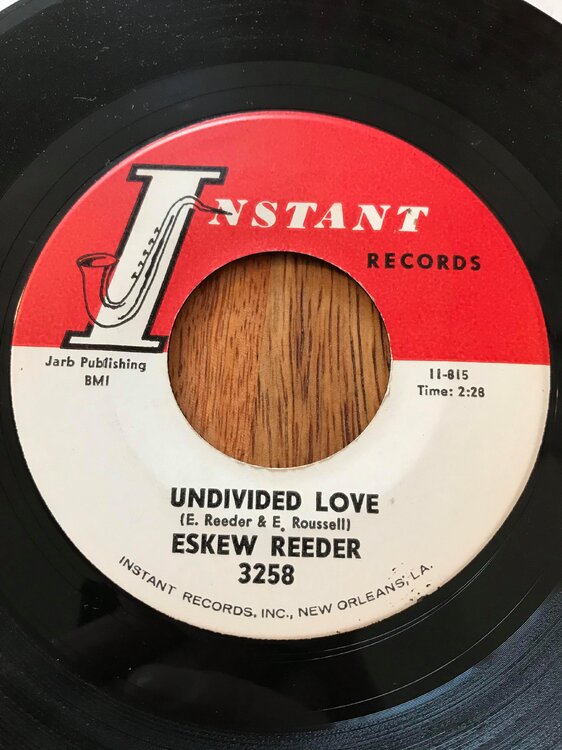 INSTANT
RECORDS
Jarb Publishing
BMI
11-815
Time: 2:28
UNDIVIDED LOVE
(E. Reeder & E. Roussell)
ESKEW REEDER
3258
INSTANT RECORDS, INC., NEW ORLEANS, LA.